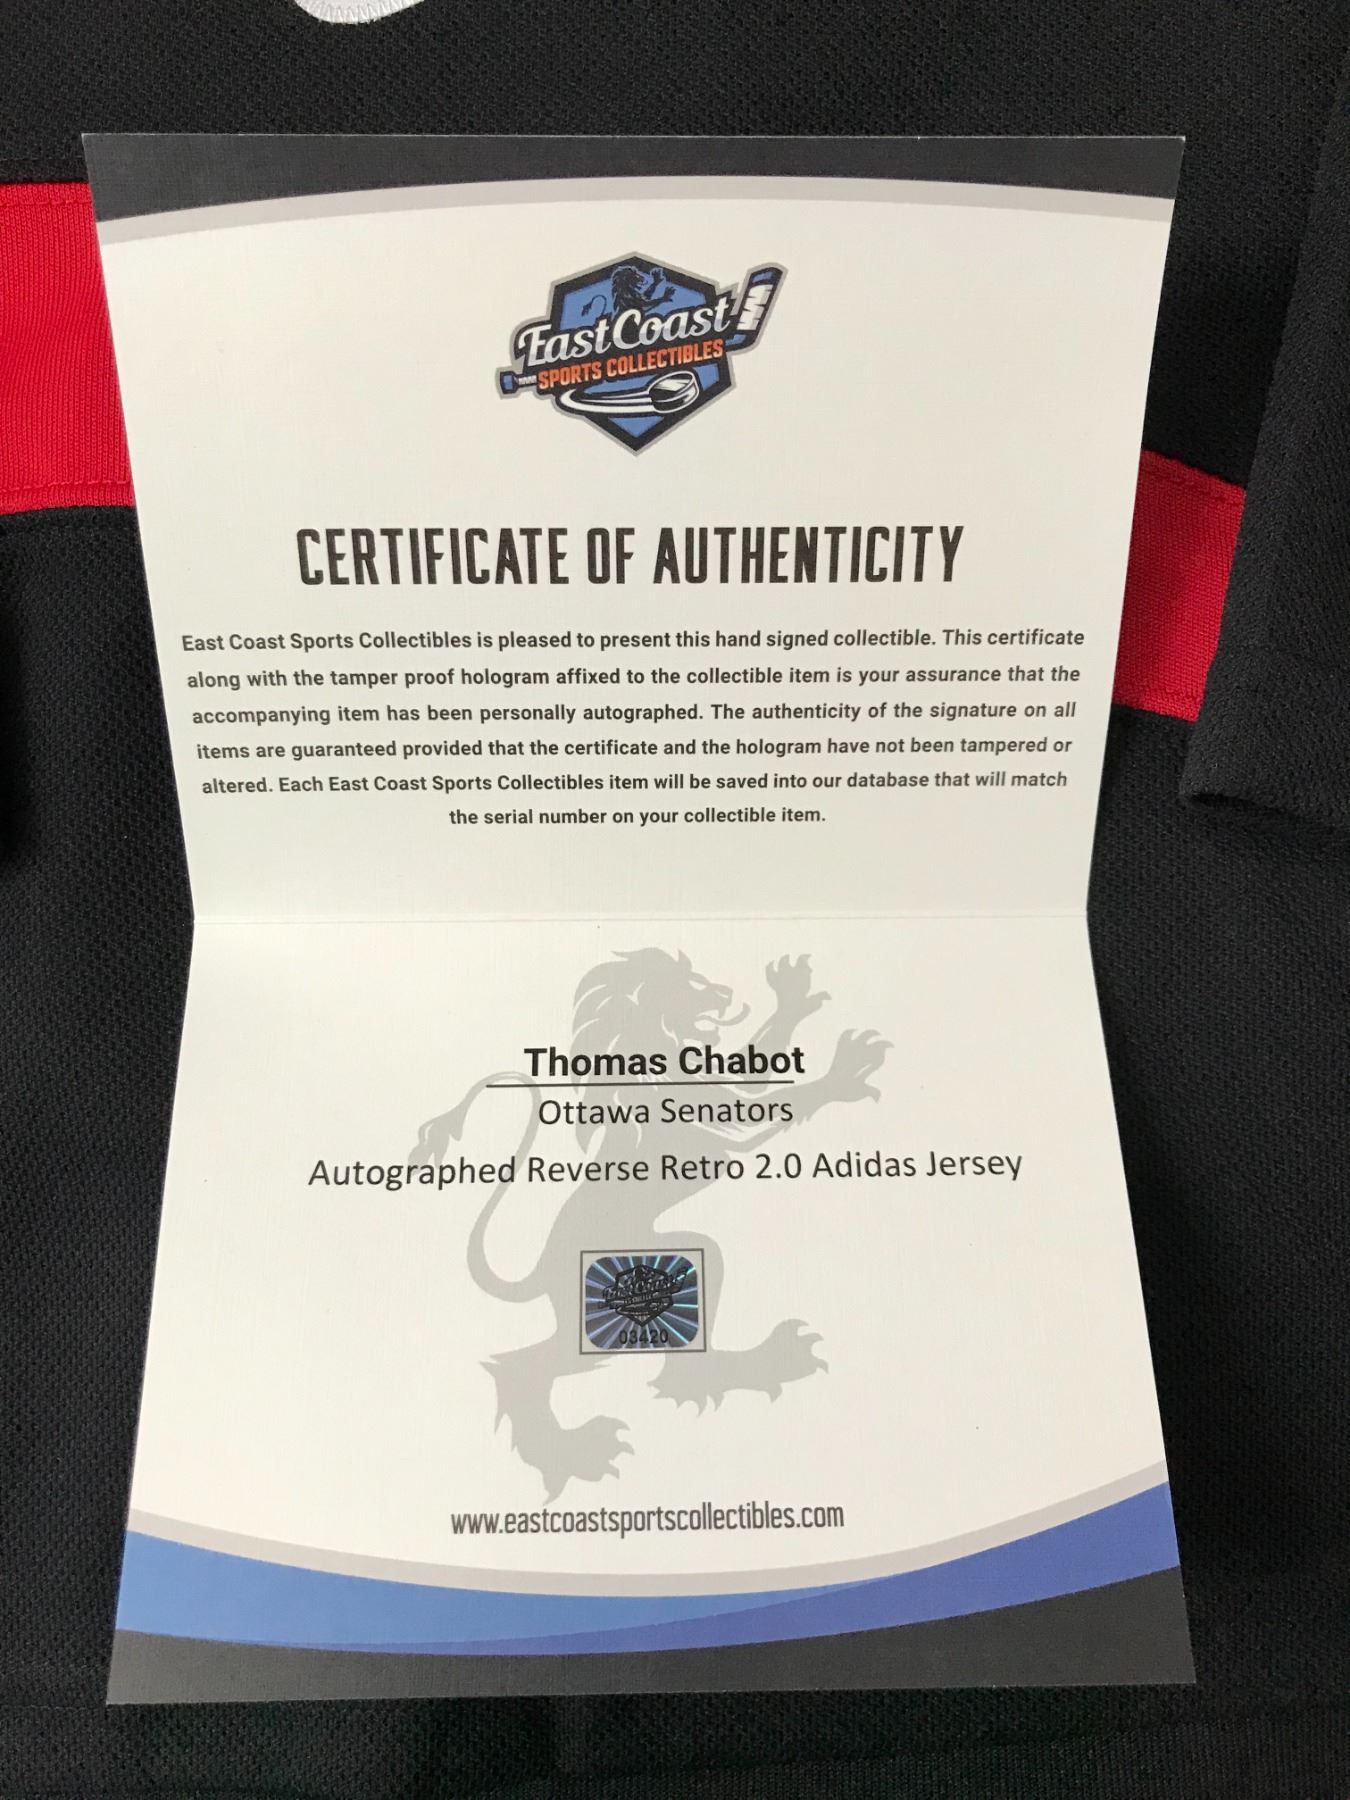 East Coast
SPORTS COLLECTIBLES
CERTIFICATE OF AUTHENTICITY
East Coast Sports Collectibles is pleased to present this hand signed collectible. This certificate
along with the tamper proof hologram affixed to the collectible item is your assurance that the
accompanying item has been personally autographed. The authenticity of the signature on all
items are guaranteed provided that the certificate and the hologram have not been tampered or
altered. Each East Coast Sports Collectibles item will be saved into our database that will match
the serial number on your collectible item.
Thomas Chabot
Ottawa Senators
Autographed Reverse Retro 2.0 Adidas Jersey
East Coast
03420
www.eastcoastsportscollectibles.com